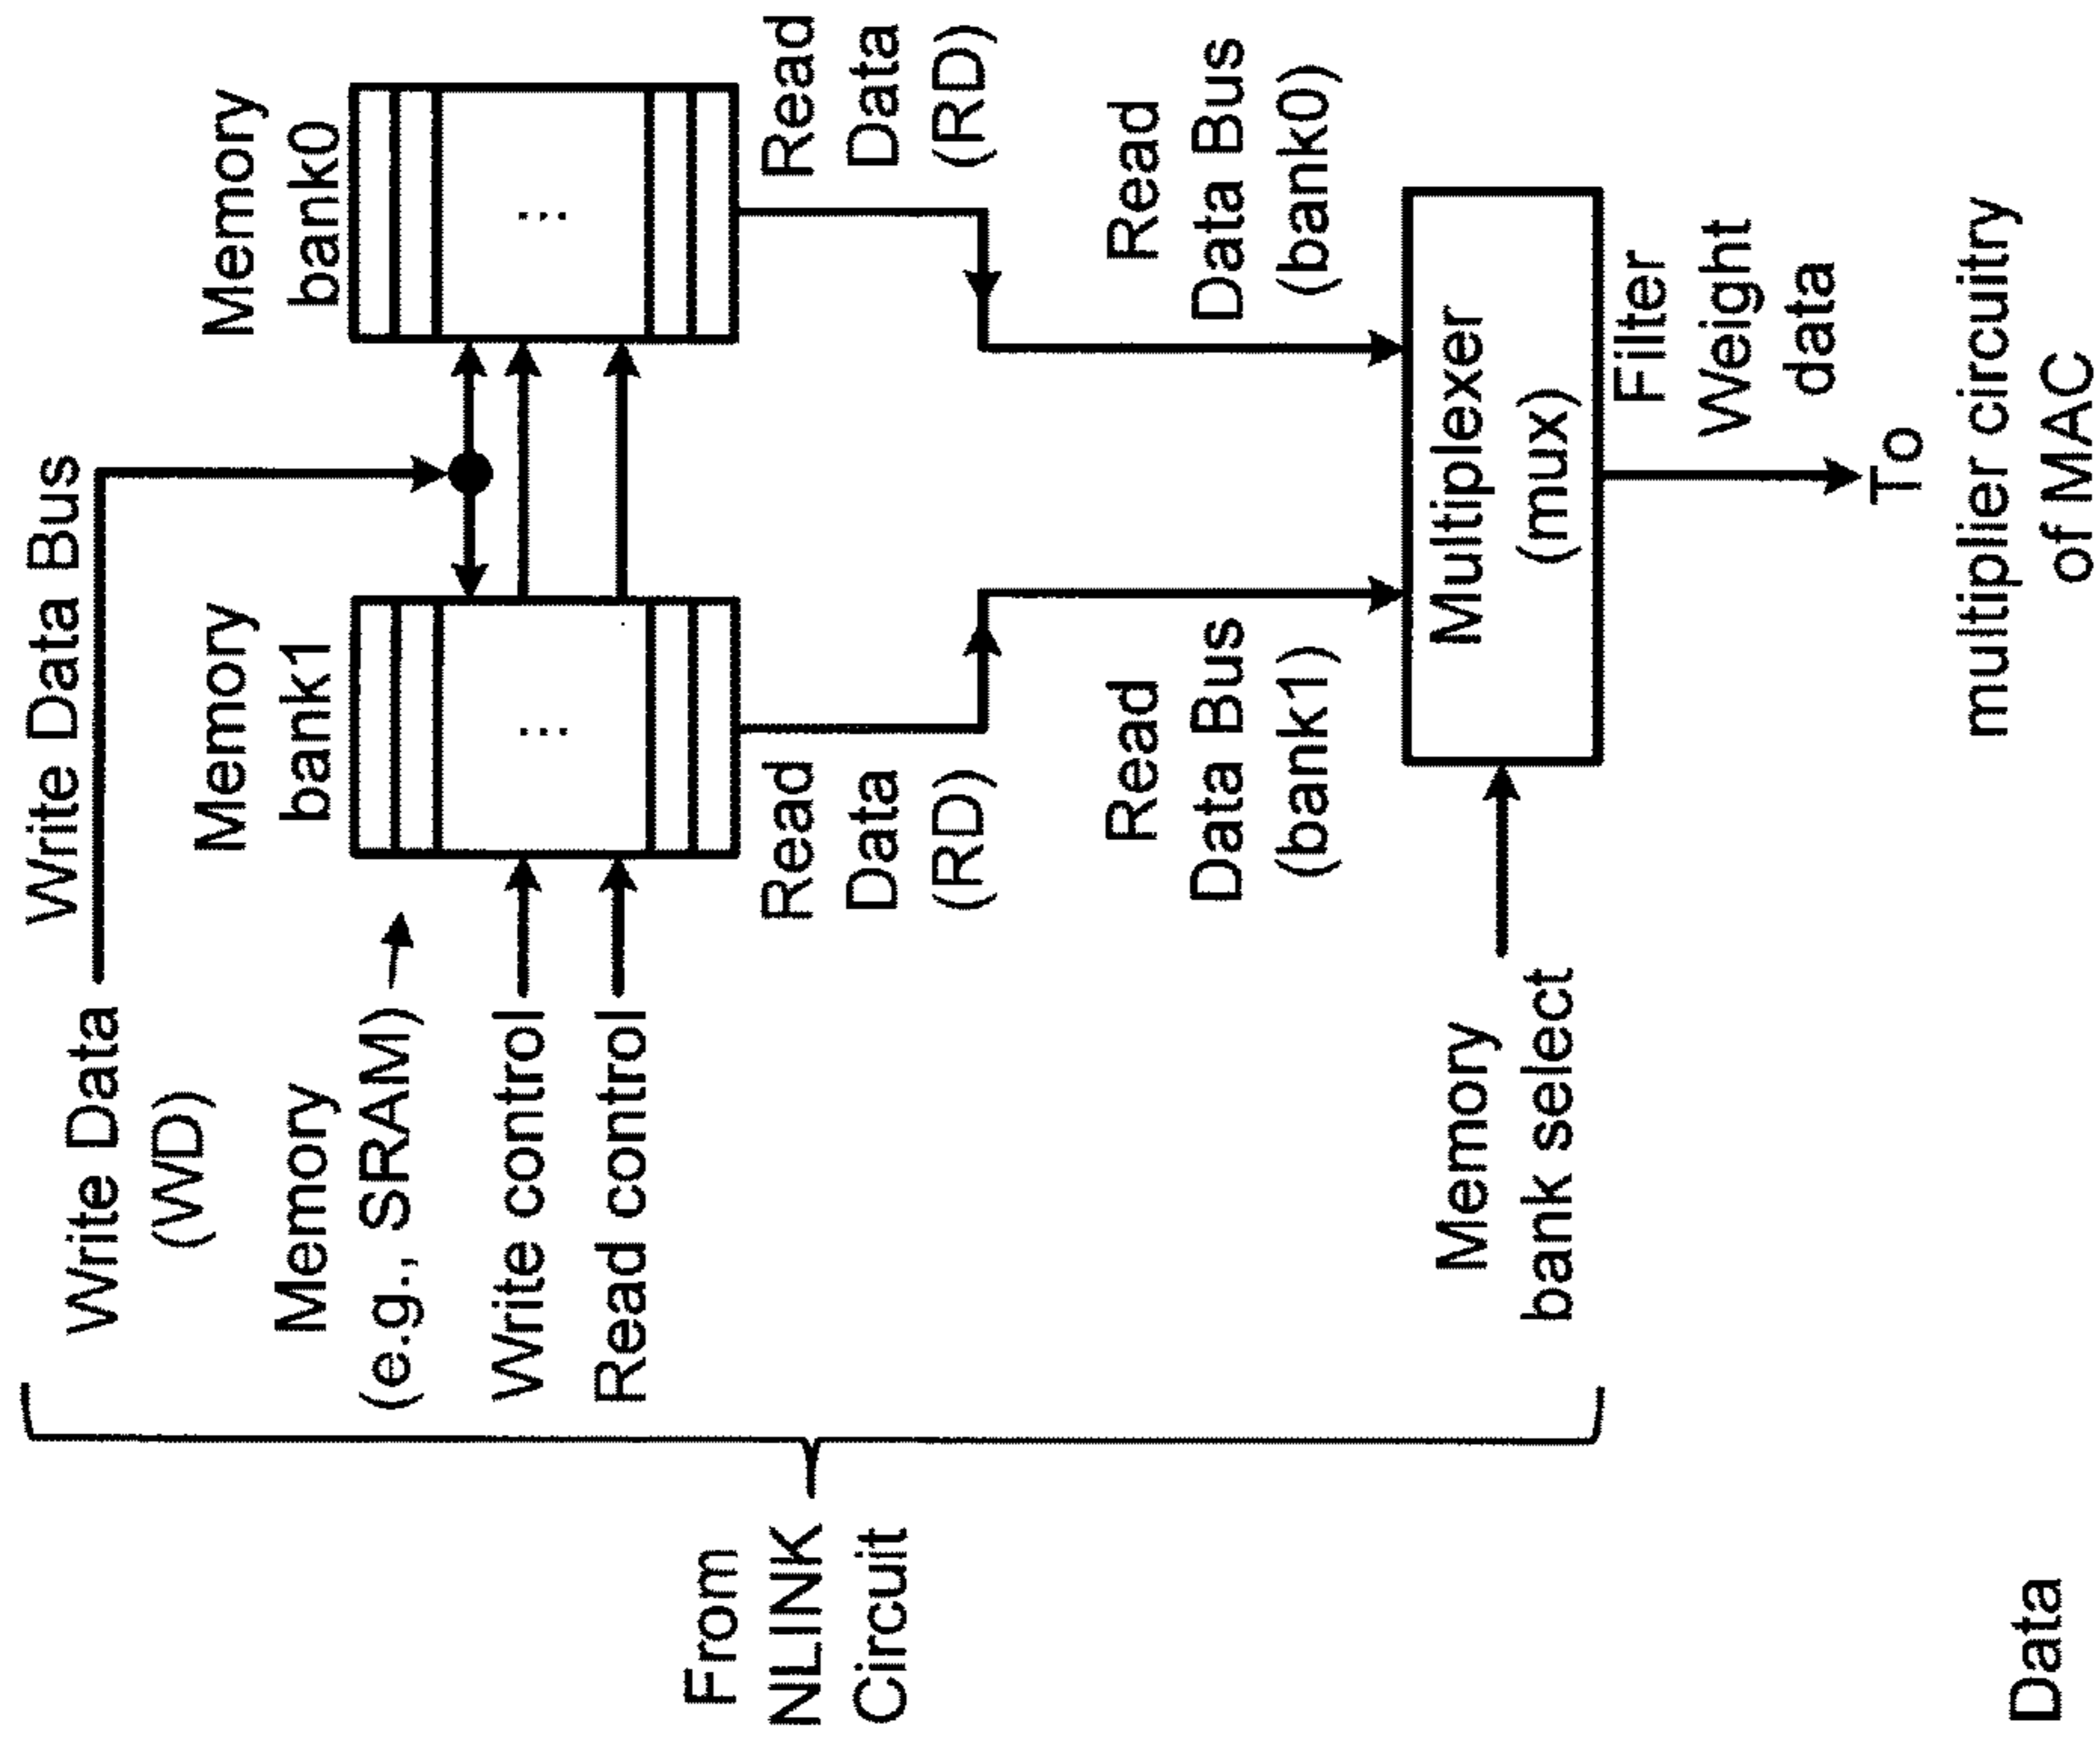 Write Data Bus
Write Data
(WD)
Memory
bank1
Memory
bank0
Memory
(e.g., SRAM)
Write control
Read control
Read
Data
(RD)
Read
Data
(RD)
From
NLINK
Circuit
Read
Data Bus
(bank1)
Read
Data Bus
(bank0)
Memory
bank select
Multiplexer
(mux)
Filter
Weight
data
To
multiplier circuitry
of MAC
Data